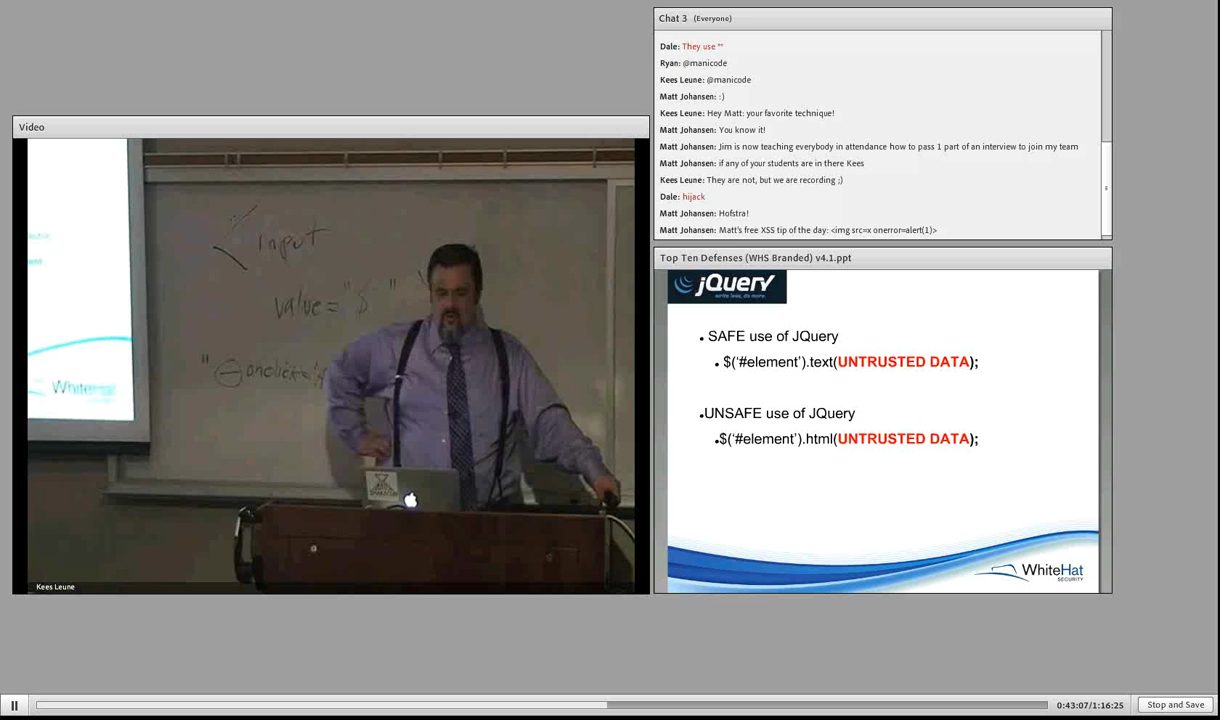 Chat 3 (Everyone)
Dale: They use "
Ryan: @manicode
Kees Leune: @manicode
Matt Johansen: :)
Kees Leune: Hey Matt: your favorite technique!
Matt Johansen: You know it!
Matt Johansen: Jim is now teaching everybody in attendance how to pass 1 part of an interview to join my team
Matt Johansen: if any of your students are in there Kees
Kees Leune: They are not, but we are recording ;)
Dale: hijack
Matt Johansen: Hofstra!
Matt Johansen: Matt's free XSS tip of the day: <img src=x onerror=alert(1)>
Video
< input
value="$ "
" onclick=
WhiteH
Kees Leune
Top Ten Defenses (WHS Branded) v4.1.ppt
jQuery
write less, do more.
• SAFE use of JQuery
• $('#element').text(UNTRUSTED DATA);
•UNSAFE use of JQuery
•$('#element').html(UNTRUSTED DATA);
WhiteHat
SECURITY
0:43:07/1:16:25
Stop and Save